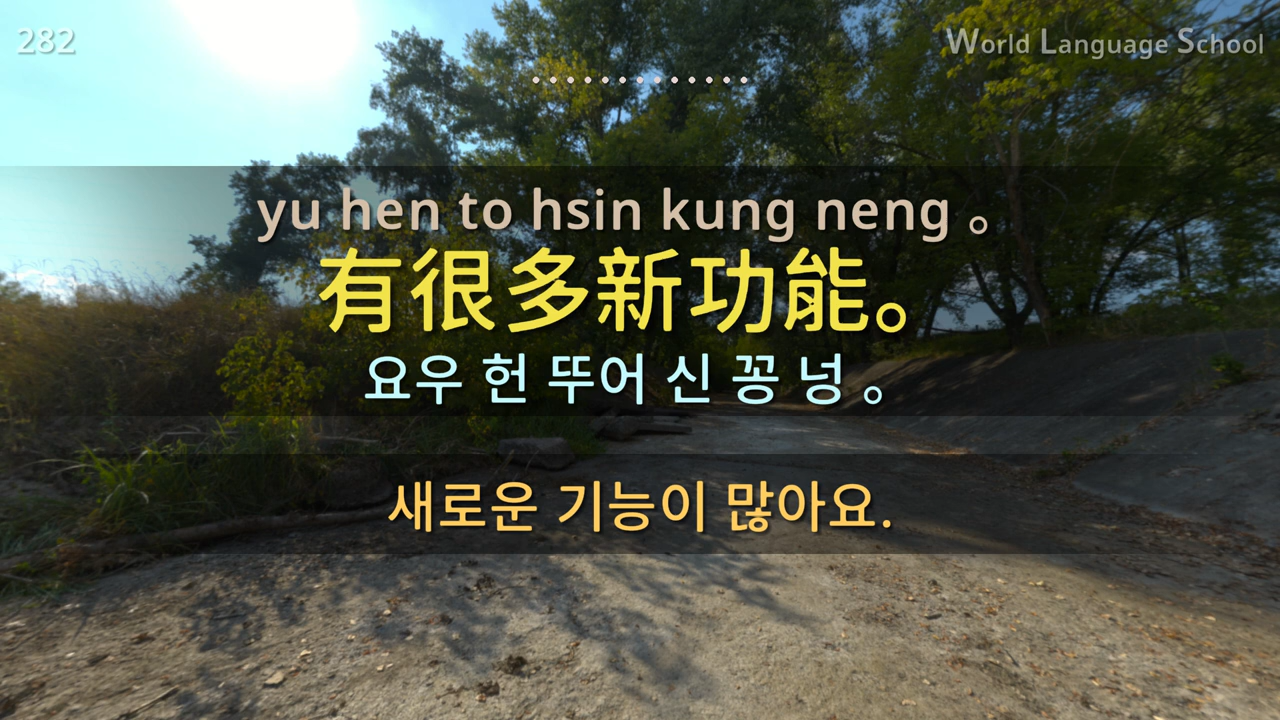 282
World Language School
yu hen to hsin kung neng 。
有很多新功能。
요우 헌 뚜어 신 꽁 넝 。
새로운 기능이 많아요.